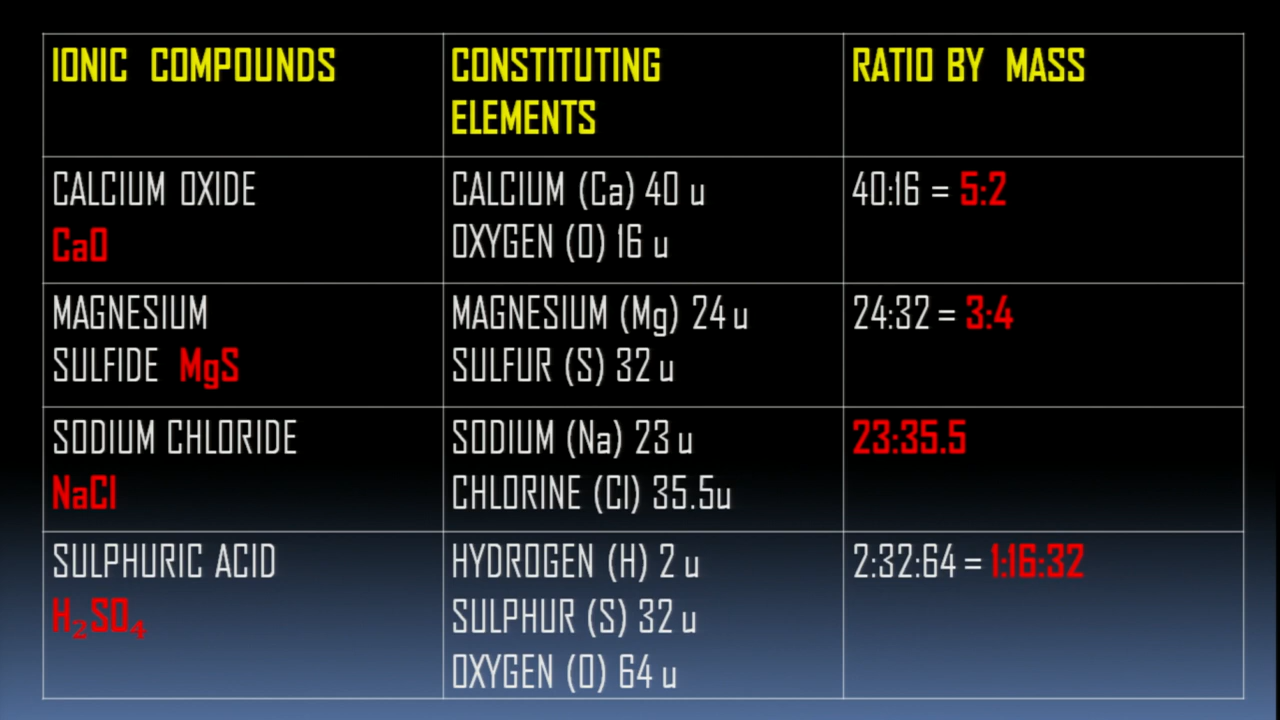 IONIC COMPOUNDS
CONSTITUTING
ELEMENTS
RATIO BY MASS
CALCIUM OXIDE
CaO
CALCIUM (Ca) 40 u
OXYGEN (O) 16 u
40:16 = 5:2
MAGNESIUM
SULFIDE MgS
MAGNESIUM (Mg) 24 u
SULFUR (S) 32 u
24:32 = 3:4
SODIUM CHLORIDE
NaCl
SODIUM (Na) 23 u
CHLORINE (Cl) 35.5u
23:35.5
SULPHURIC ACID
H₂SO₄
HYDROGEN (H) 2 u
SULPHUR (S) 32 u
OXYGEN (O) 64 u
2:32:64 = 1:16:32